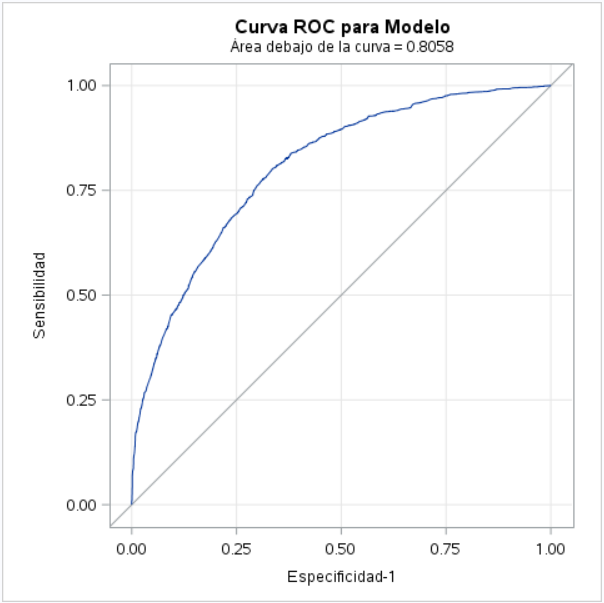 Curva ROC para Modelo
Área debajo de la curva = 0.8058
1.00
0.75
0.50
0.25
0.00
Sensibilidad
0.00 0.25 0.50 0.75 1.00
Especificidad-1